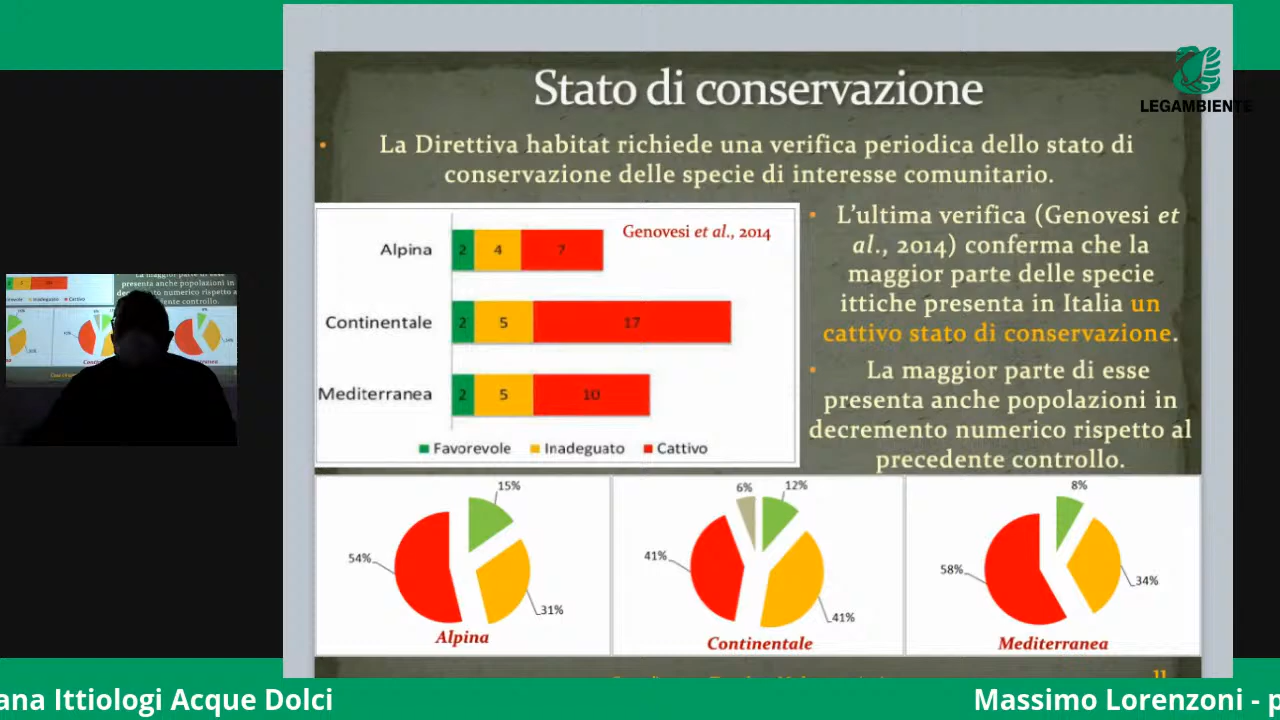 Stato di conservazione
LEGAMBIENTE
• La Direttiva habitat richiede una verifica periodica dello stato di
conservazione delle specie di interesse comunitario.
Genovesi et al., 2014
Alpina 2 4 7
Continentale 2 5 17
Mediterranea 2 5 10
Favorevole Inadeguato Cattivo
• L'ultima verifica (Genovesi et
al., 2014) conferma che la
maggior parte delle specie
ittiche presenta in Italia un
cattivo stato di conservazione.
• La maggior parte di esse
presenta anche popolazioni in
decremento numerico rispetto al
precedente controllo.
15%
54%
31%
Alpina
6% 12%
41%
41%
Continentale
8%
58%
34%
Mediterranea
11
ana Ittiologi Acque Dolci
Massimo Lorenzoni - p